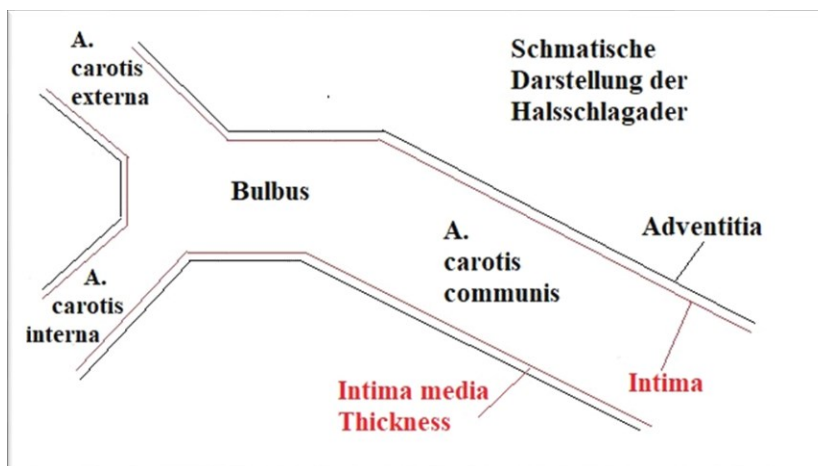 A.
carotis
externa
Schmatische
Darstellung der
Halsschlagader
Bulbus
A.
carotis
communis
Adventitia
A.
carotis
interna
Intima media
Thickness
Intima